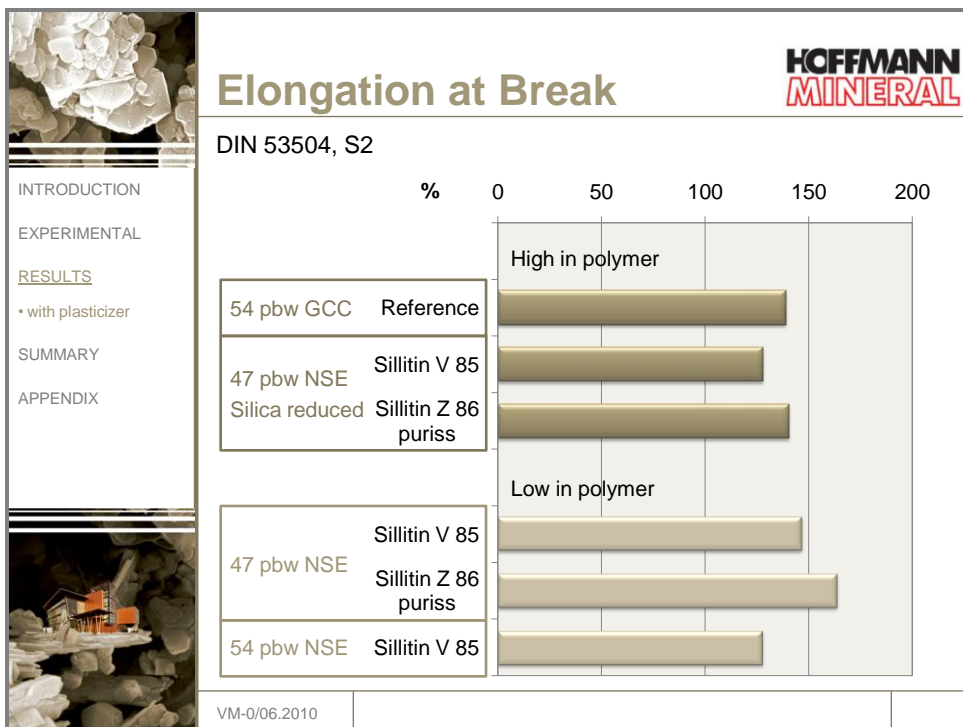 HOFFMANN
MINERAL
Elongation at Break
DIN 53504, S2
INTRODUCTION
EXPERIMENTAL
RESULTS
• with plasticizer
SUMMARY
APPENDIX
% 0 50 100 150 200
High in polymer
54 pbw GCC Reference
47 pbw NSE
Silica reduced
Sillitin V 85
Sillitin Z 86
puriss
Low in polymer
47 pbw NSE
Sillitin V 85
Sillitin Z 86
puriss
54 pbw NSE Sillitin V 85
VM-0/06.2010